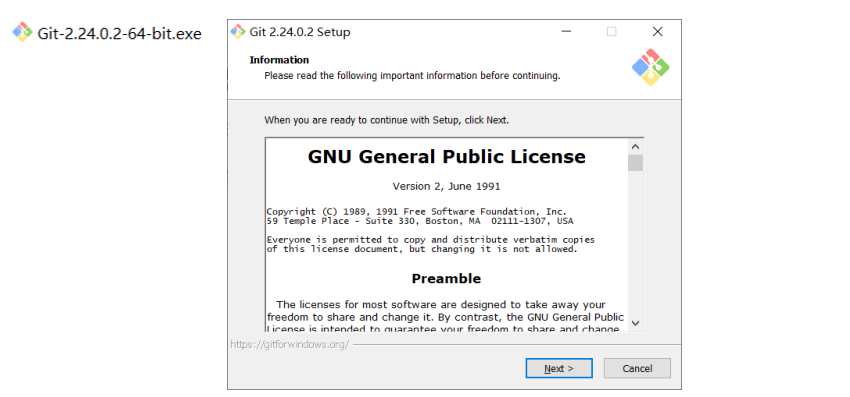 Git-2.24.0.2-64-bit.exe
Git 2.24.0.2 Setup
Information
Please read the following important information before continuing.
When you are ready to continue with Setup, click Next.
GNU General Public License
Version 2, June 1991
Copyright (C) 1989, 1991 Free Software Foundation, Inc.
59 Temple Place - Suite 330, Boston, MA  02111-1307, USA
Everyone is permitted to copy and distribute verbatim copies
of this license document, but changing it is not allowed.
Preamble
The licenses for most software are designed to take away your
freedom to share and change it. By contrast, the GNU General Public
License is intended to guarantee your freedom to share and change
https://gitforwindows.org/
Next >
Cancel